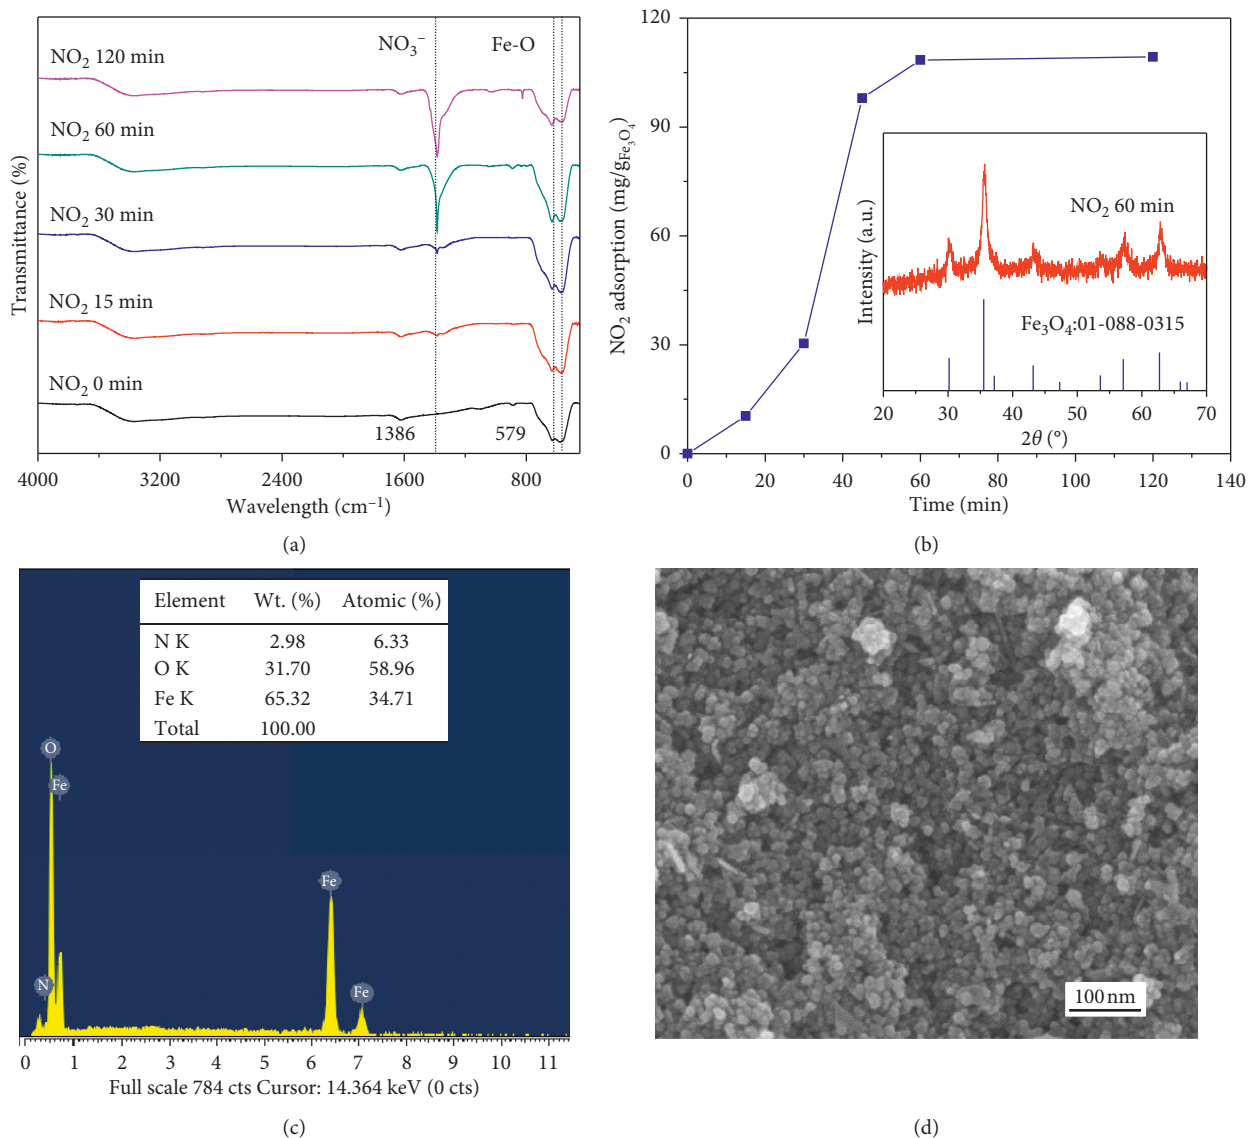 NO₃⁻
Fe-O
NO₂ 120 min
NO₂ 60 min
NO₂ 30 min
NO₂ 15 min
NO₂ 0 min
1386
579
Transmittance (%)
4000 3200 2400 1600 800
Wavelength (cm⁻¹)
(a)
120
90
60
30
0
NO₂ adsorption (mg/g Fe₃O₄)
0 20 40 60 80 100 120 140
Time (min)
Intensity (a.u.)
NO₂ 60 min
Fe₃O₄:01-088-0315
20 30 40 50 60 70
2θ (°)
(b)
Element Wt. (%) Atomic (%)
N K 2.98 6.33
O K 31.70 58.96
Fe K 65.32 34.71
Total 100.00
O
Fe
N
Fe
Fe
0 1 2 3 4 5 6 7 8 9 10 11
Full scale 784 cts Cursor: 14.364 keV (0 cts)
(c)
100 nm
(d)